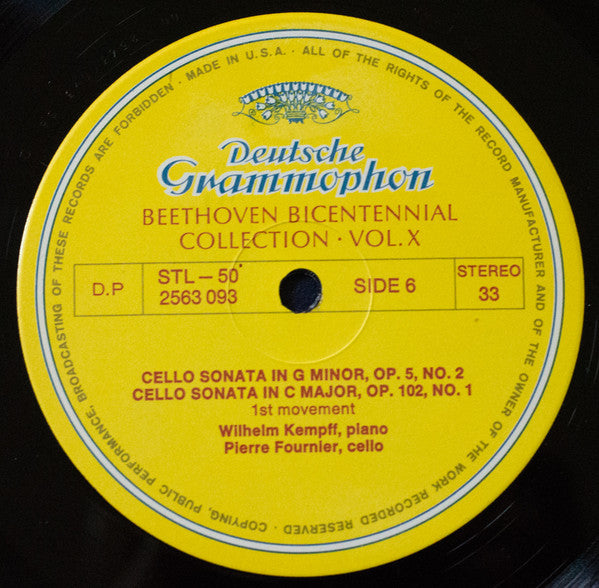 MADE IN U.S.A. · ALL OF THE RIGHTS OF THE RECORD MANUFACTURER AND OF THE OWNER OF THE WORK RECORDED RESERVED · COPYING, PUBLIC PERFORMANCE, BROADCASTING OF THESE RECORDS ARE FORBIDDEN ·
Deutsche
Grammophon
BEETHOVEN BICENTENNIAL
COLLECTION · VOL. X
D.P
STL – 50
2563 093
SIDE 6
STEREO
33
CELLO SONATA IN G MINOR, OP. 5, NO. 2
CELLO SONATA IN C MAJOR, OP. 102, NO. 1
1st movement
Wilhelm Kempff, piano
Pierre Fournier, cello